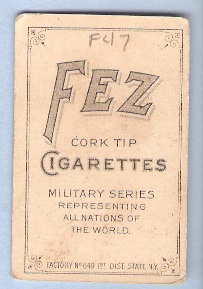 F47
FEZ
CORK TIP
CIGARETTES
MILITARY SERIES
REPRESENTING
ALL NATIONS OF
THE WORLD.
FACTORY Nº 649 1ST DIST. STATE N.Y.